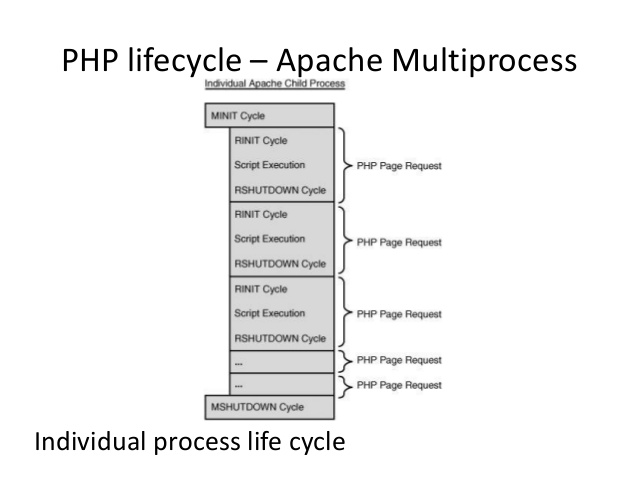 PHP lifecycle – Apache Multiprocess
Individual Apache Child Process
MINIT Cycle
RINIT Cycle
Script Execution
RSHUTDOWN Cycle
PHP Page Request
RINIT Cycle
Script Execution
RSHUTDOWN Cycle
PHP Page Request
RINIT Cycle
Script Execution
RSHUTDOWN Cycle
PHP Page Request
...
PHP Page Request
...
PHP Page Request
MSHUTDOWN Cycle
Individual process life cycle